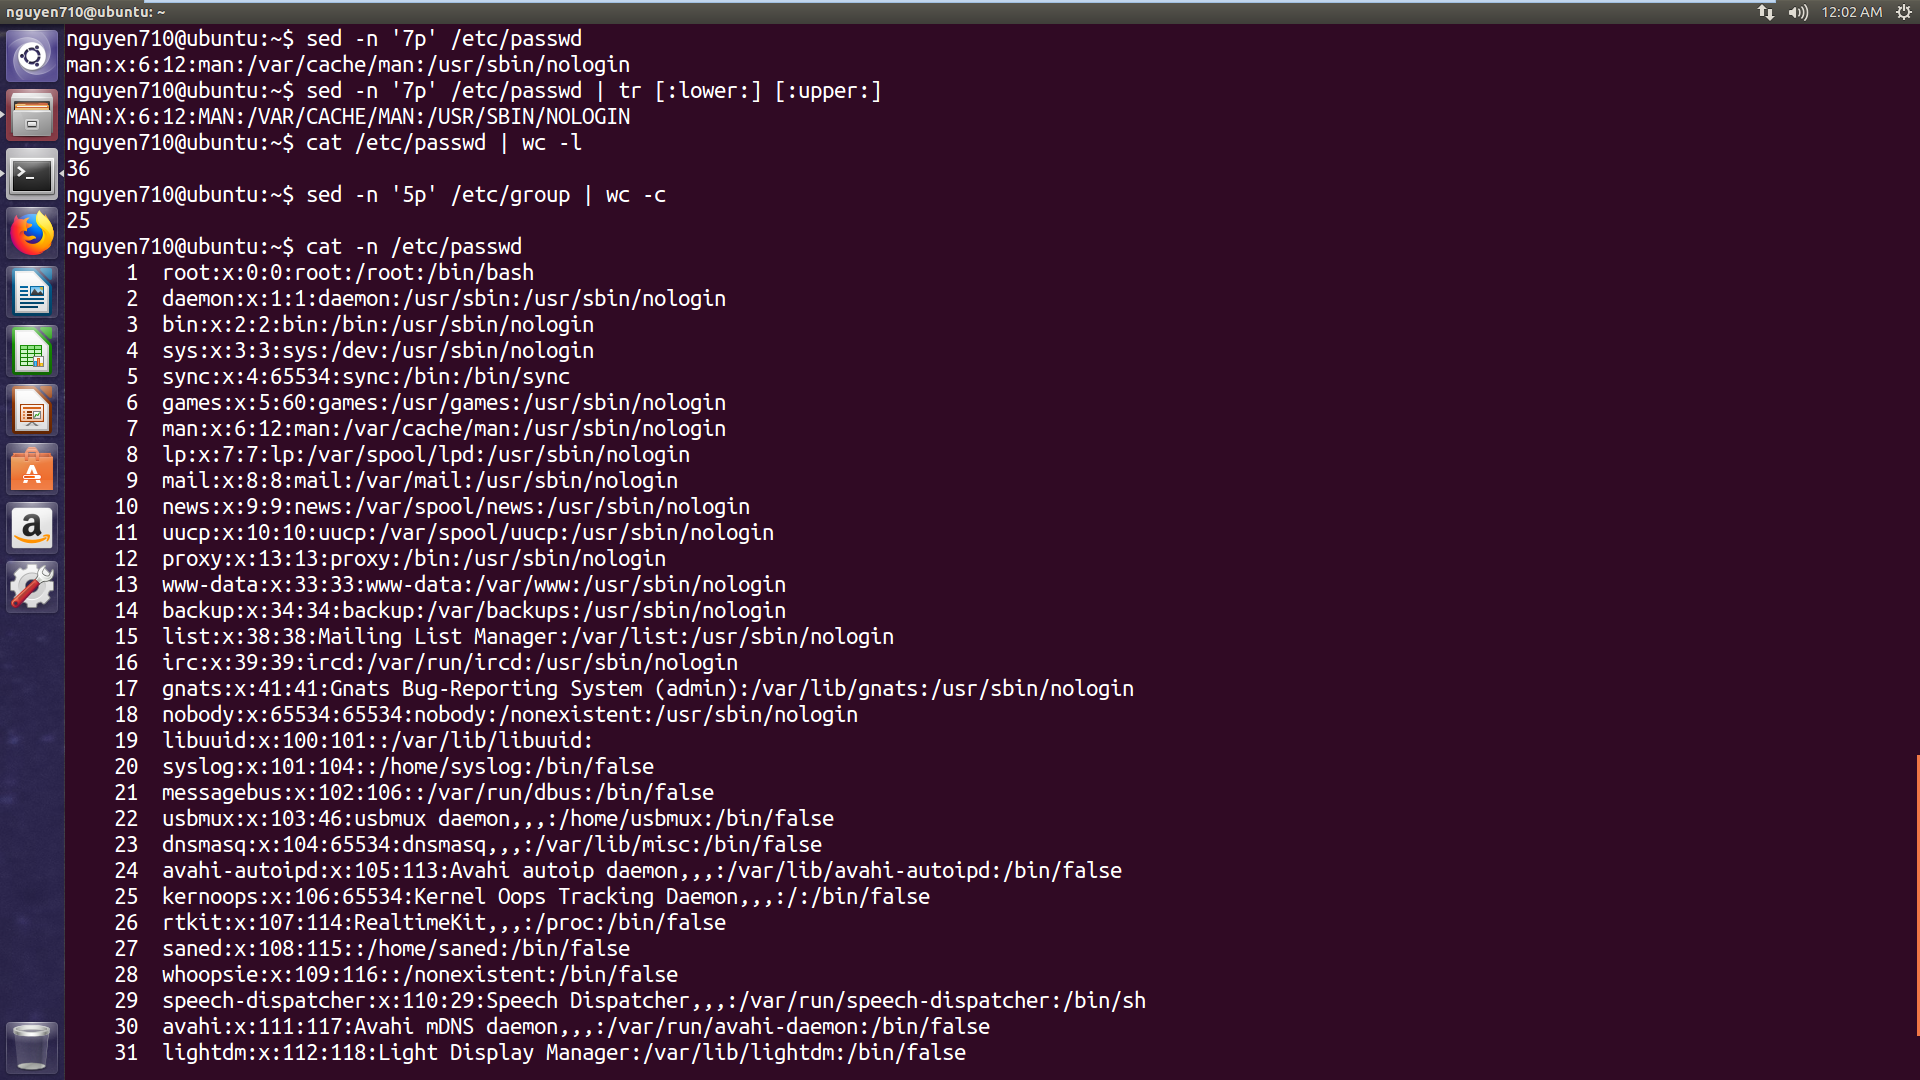 nguyen710@ubuntu: ~
12:02 AM
nguyen710@ubuntu:~$ sed -n '7p' /etc/passwd
man:x:6:12:man:/var/cache/man:/usr/sbin/nologin
nguyen710@ubuntu:~$ sed -n '7p' /etc/passwd | tr [:lower:] [:upper:]
MAN:X:6:12:MAN:/VAR/CACHE/MAN:/USR/SBIN/NOLOGIN
nguyen710@ubuntu:~$ cat /etc/passwd | wc -l
36
nguyen710@ubuntu:~$ sed -n '5p' /etc/group | wc -c
25
nguyen710@ubuntu:~$ cat -n /etc/passwd
1 root:x:0:0:root:/root:/bin/bash
2 daemon:x:1:1:daemon:/usr/sbin:/usr/sbin/nologin
3 bin:x:2:2:bin:/bin:/usr/sbin/nologin
4 sys:x:3:3:sys:/dev:/usr/sbin/nologin
5 sync:x:4:65534:sync:/bin:/bin/sync
6 games:x:5:60:games:/usr/games:/usr/sbin/nologin
7 man:x:6:12:man:/var/cache/man:/usr/sbin/nologin
8 lp:x:7:7:lp:/var/spool/lpd:/usr/sbin/nologin
9 mail:x:8:8:mail:/var/mail:/usr/sbin/nologin
10 news:x:9:9:news:/var/spool/news:/usr/sbin/nologin
11 uucp:x:10:10:uucp:/var/spool/uucp:/usr/sbin/nologin
12 proxy:x:13:13:proxy:/bin:/usr/sbin/nologin
13 www-data:x:33:33:www-data:/var/www:/usr/sbin/nologin
14 backup:x:34:34:backup:/var/backups:/usr/sbin/nologin
15 list:x:38:38:Mailing List Manager:/var/list:/usr/sbin/nologin
16 irc:x:39:39:ircd:/var/run/ircd:/usr/sbin/nologin
17 gnats:x:41:41:Gnats Bug-Reporting System (admin):/var/lib/gnats:/usr/sbin/nologin
18 nobody:x:65534:65534:nobody:/nonexistent:/usr/sbin/nologin
19 libuuid:x:100:101::/var/lib/libuuid:
20 syslog:x:101:104::/home/syslog:/bin/false
21 messagebus:x:102:106::/var/run/dbus:/bin/false
22 usbmux:x:103:46:usbmux daemon,,,:/home/usbmux:/bin/false
23 dnsmasq:x:104:65534:dnsmasq,,,:/var/lib/misc:/bin/false
24 avahi-autoipd:x:105:113:Avahi autoip daemon,,,:/var/lib/avahi-autoipd:/bin/false
25 kernoops:x:106:65534:Kernel Oops Tracking Daemon,,,:/:/bin/false
26 rtkit:x:107:114:RealtimeKit,,,:/proc:/bin/false
27 saned:x:108:115::/home/saned:/bin/false
28 whoopsie:x:109:116::/nonexistent:/bin/false
29 speech-dispatcher:x:110:29:Speech Dispatcher,,,:/var/run/speech-dispatcher:/bin/sh
30 avahi:x:111:117:Avahi mDNS daemon,,,:/var/run/avahi-daemon:/bin/false
31 lightdm:x:112:118:Light Display Manager:/var/lib/lightdm:/bin/false